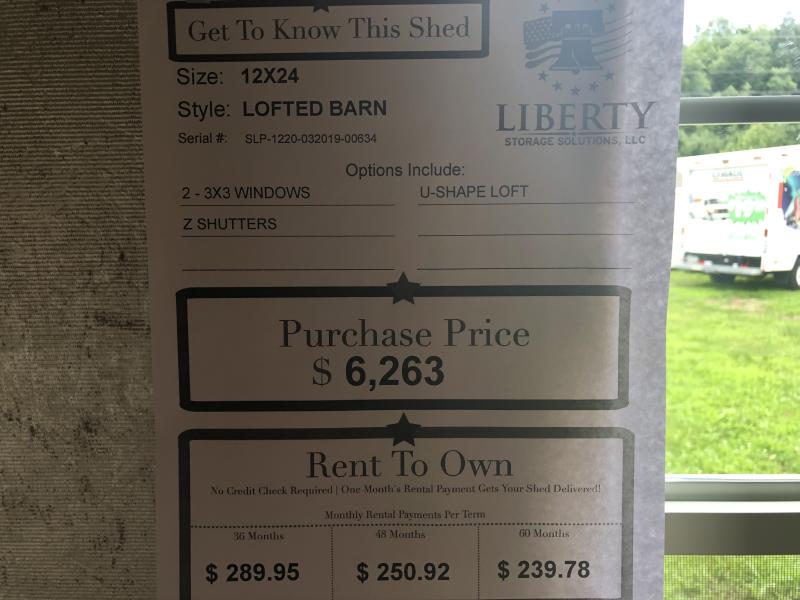 Get To Know This Shed
Size: 12X24
Style: LOFTED BARN
Serial #: SLP-1220-032019-00634
LIBERTY
STORAGE SOLUTIONS, LLC
Options Include:
2 - 3X3 WINDOWS
U-SHAPE LOFT
Z SHUTTERS
Purchase Price
$ 6,263
Rent To Own
No Credit Check Required | One Month's Rental Payment Gets Your Shed Delivered!
Monthly Rental Payments Per Term
36 Months 48 Months 60 Months
$ 289.95 $ 250.92 $ 239.78